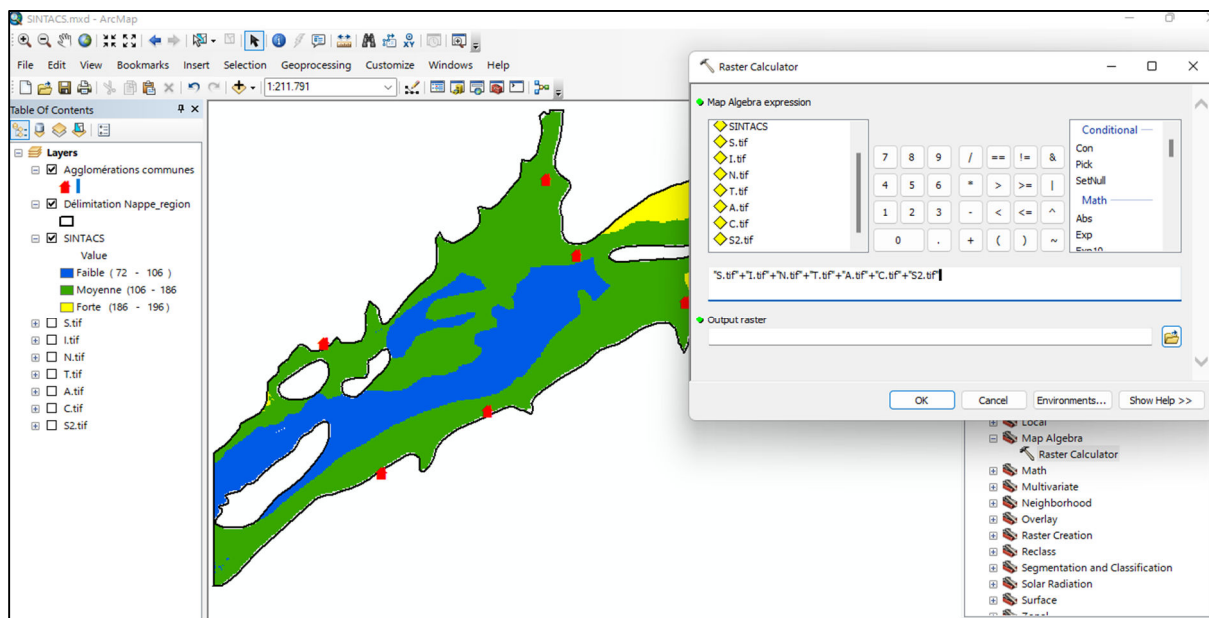 SINTACS.mxd - ArcMap
File Edit View Bookmarks Insert Selection Geoprocessing Customize Windows Help
1:211.791
Table Of Contents
Layers
Agglomérations communes
Délimitation Nappe_region
SINTACS
Value
Faible ( 72 - 106 )
Moyenne (106 - 186
Forte (186 - 196)
S.tif
I.tif
N.tif
T.tif
A.tif
C.tif
S2.tif
Raster Calculator
Map Algebra expression
SINTACS
S.tif
I.tif
N.tif
T.tif
A.tif
C.tif
S2.tif
7 8 9 / == != &
4 5 6 * > >= |
1 2 3 - < <= ^
0 . + ( ) ~
Conditional
Con
Pick
SetNull
Math
Abs
Exp
Exp10
"S.tif"+"I.tif"+"N.tif"+"T.tif"+"A.tif"+"C.tif"+"S2.tif"
Output raster
OK Cancel Environments... Show Help >>
Local
Map Algebra
Raster Calculator
Math
Multivariate
Neighborhood
Overlay
Raster Creation
Reclass
Segmentation and Classification
Solar Radiation
Surface
Zonal